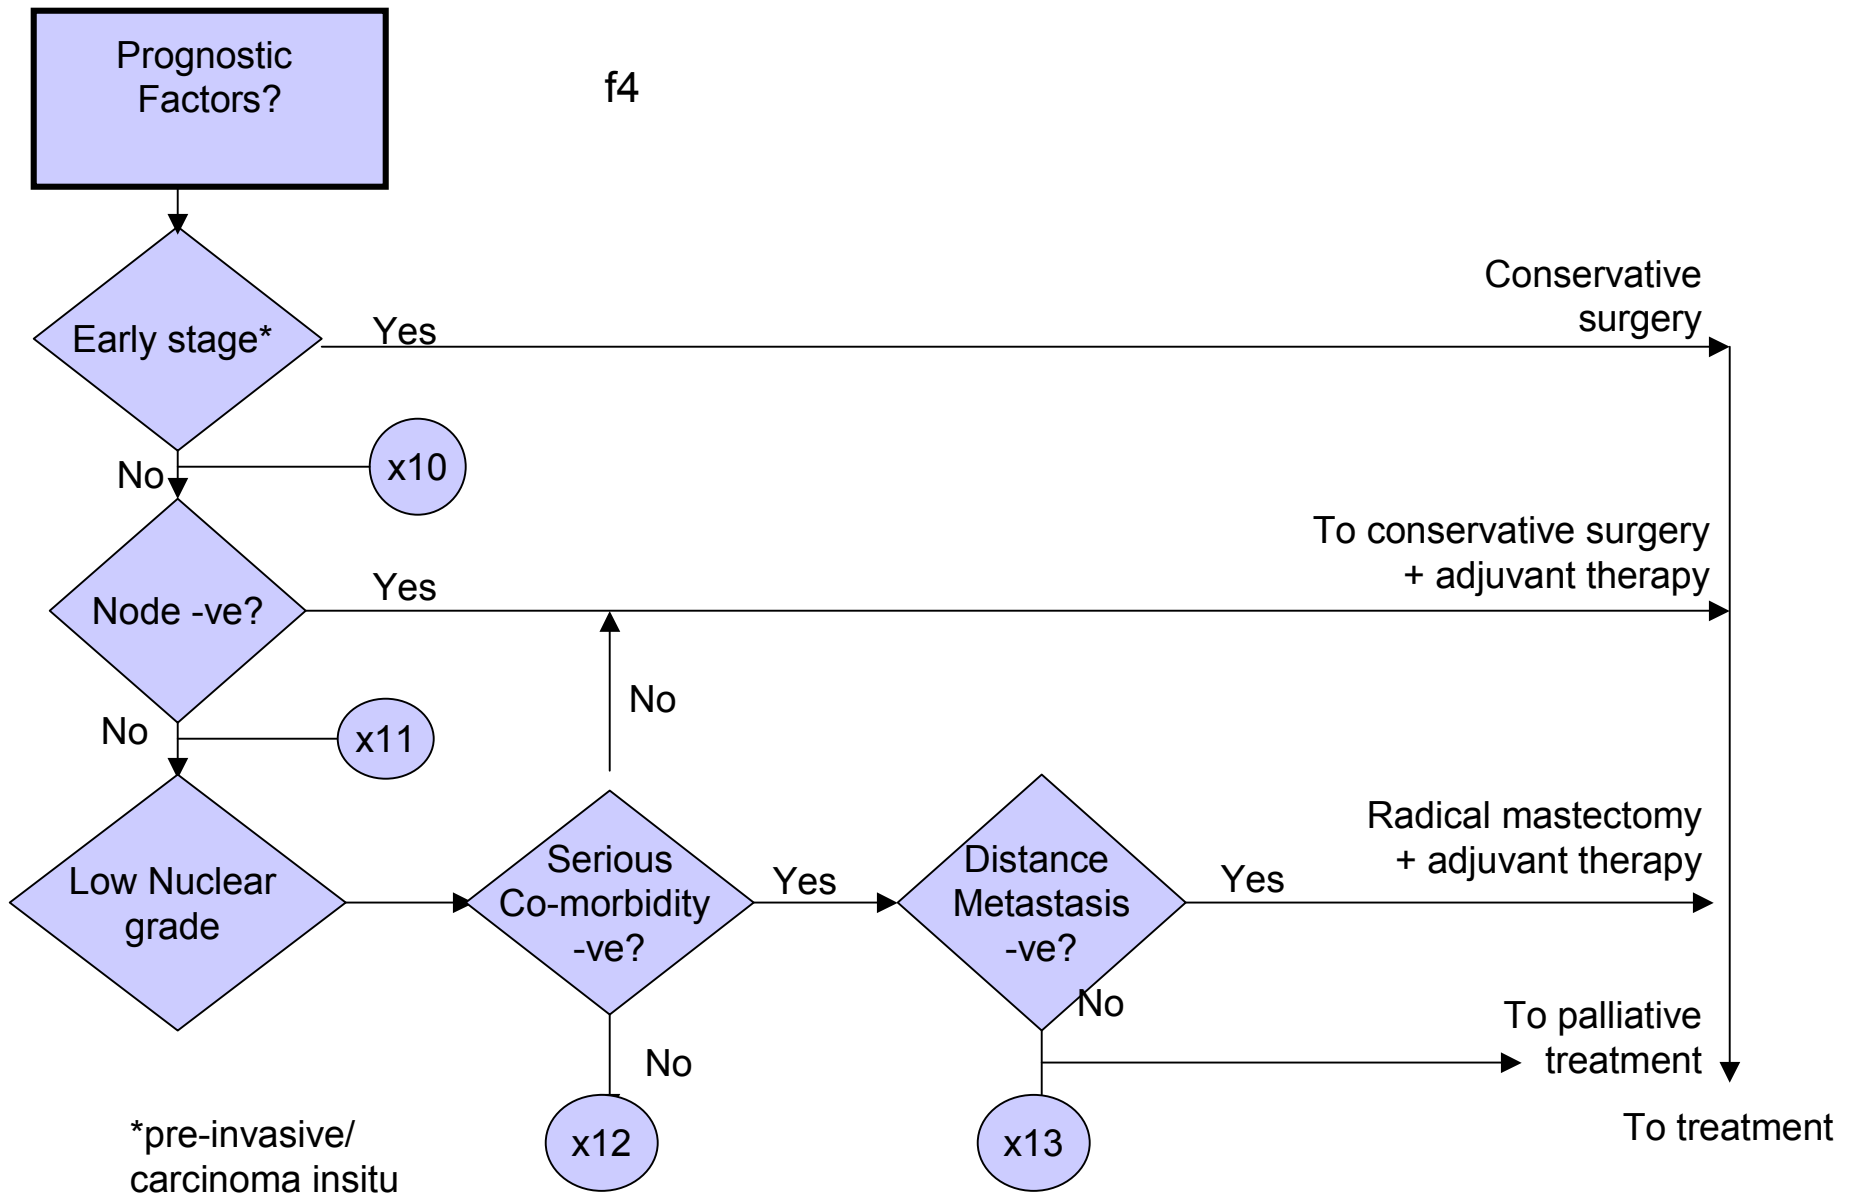 Prognostic
Factors?
f4
Conservative
surgery
Early stage*
Yes
No
x10
To conservative surgery
+ adjuvant therapy
Node -ve?
Yes
No
No
x11
Radical mastectomy
+ adjuvant therapy
Low Nuclear
grade
Serious
Co-morbidity
-ve?
Yes
Distance
Metastasis
-ve?
Yes
No
To palliative
treatment
No
x12
x13
To treatment
*pre-invasive/
carcinoma insitu